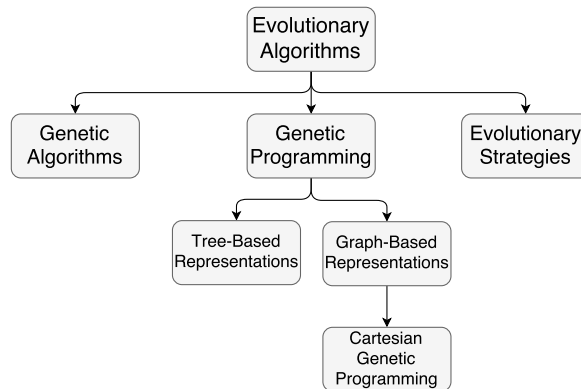 Evolutionary
Algorithms
Genetic
Algorithms
Genetic
Programming
Evolutionary
Strategies
Tree-Based
Representations
Graph-Based
Representations
Cartesian
Genetic
Programming